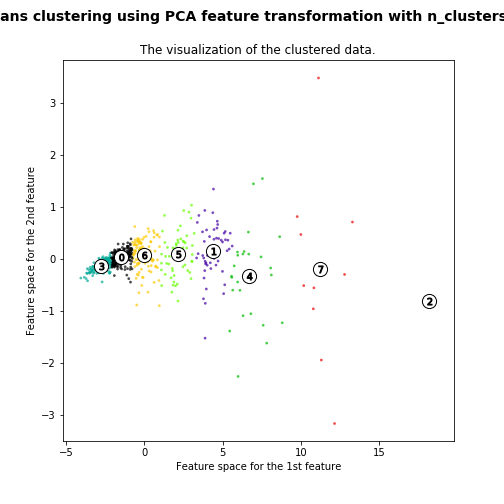 ans clustering using PCA feature transformation with n_clusters
The visualization of the clustered data.
Feature space for the 2nd feature
3
2
1
0
−1
−2
−3
3 0 6 5 1 4 7 2
−5 0 5 10 15
Feature space for the 1st feature